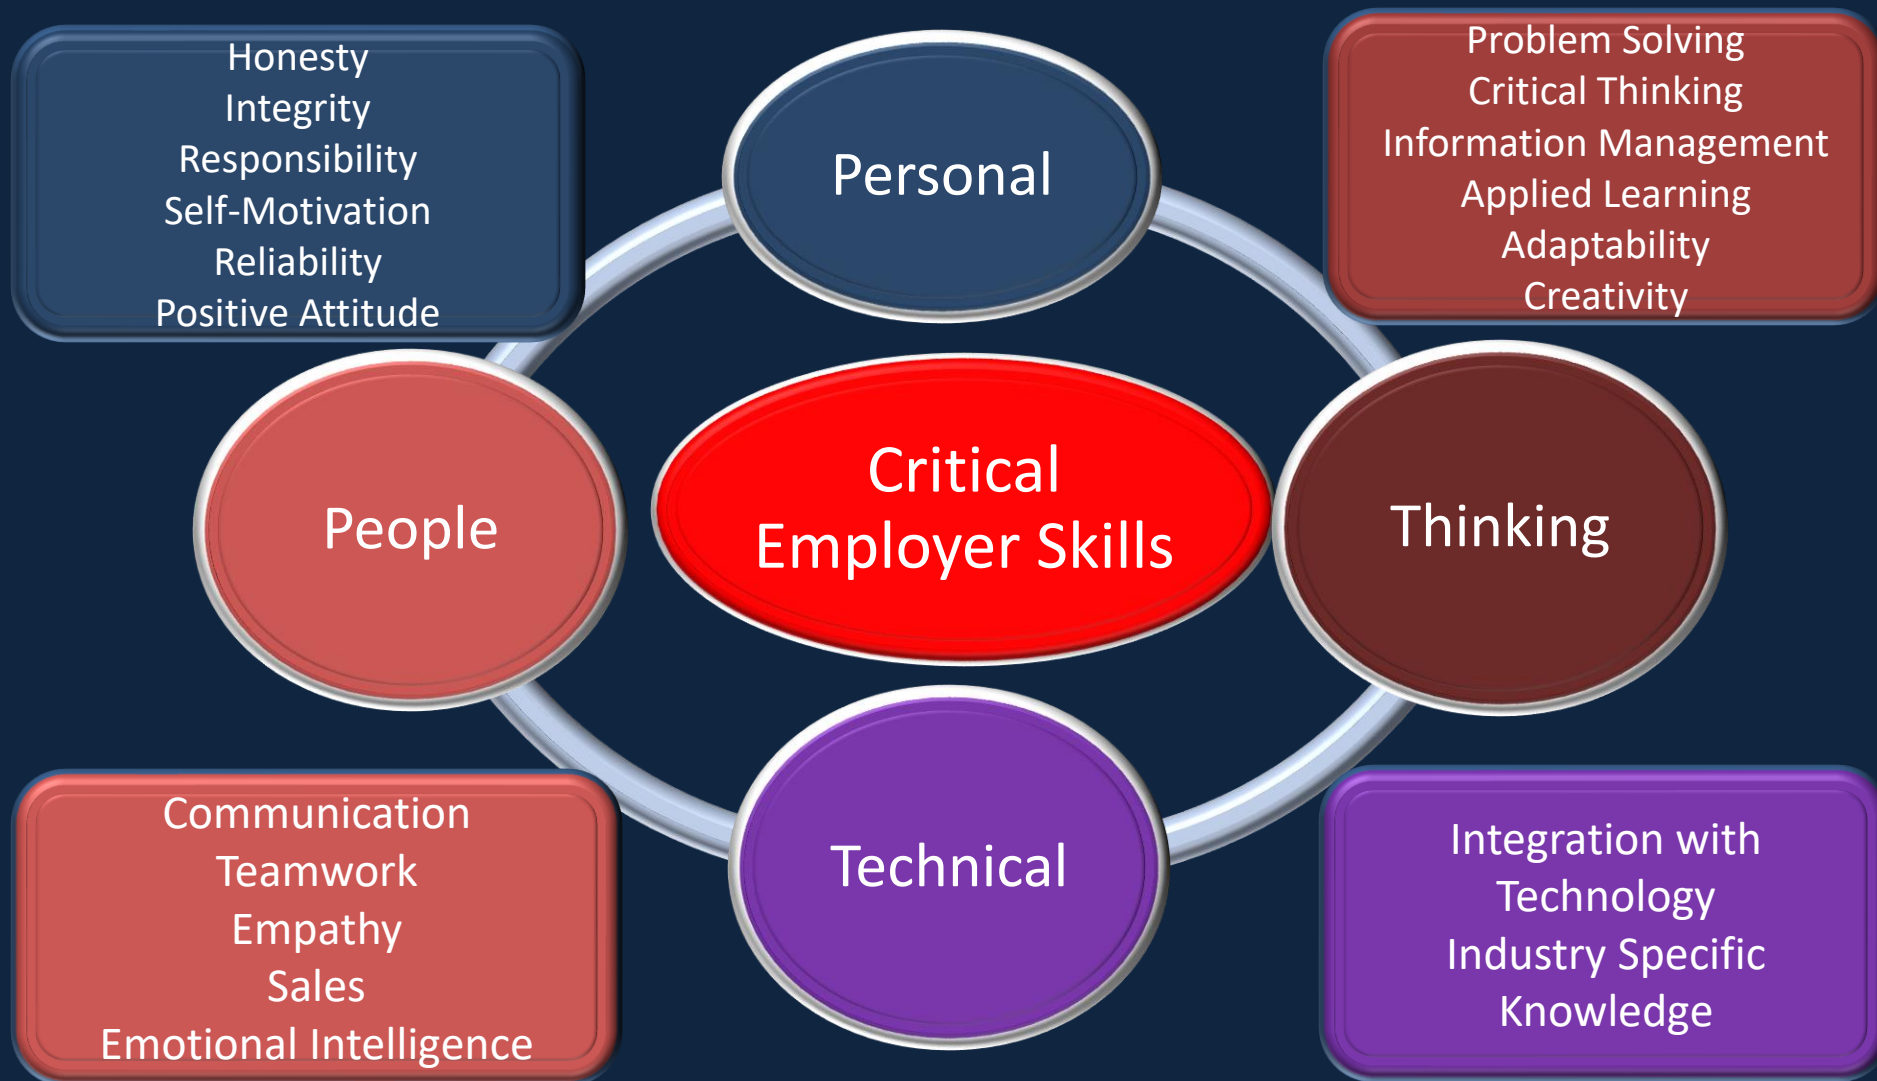 Honesty
Integrity
Responsibility
Self-Motivation
Reliability
Positive Attitude
Personal
Problem Solving
Critical Thinking
Information Management
Applied Learning
Adaptability
Creativity
People
Critical
Employer Skills
Thinking
Communication
Teamwork
Empathy
Sales
Emotional Intelligence
Technical
Integration with
Technology
Industry Specific
Knowledge